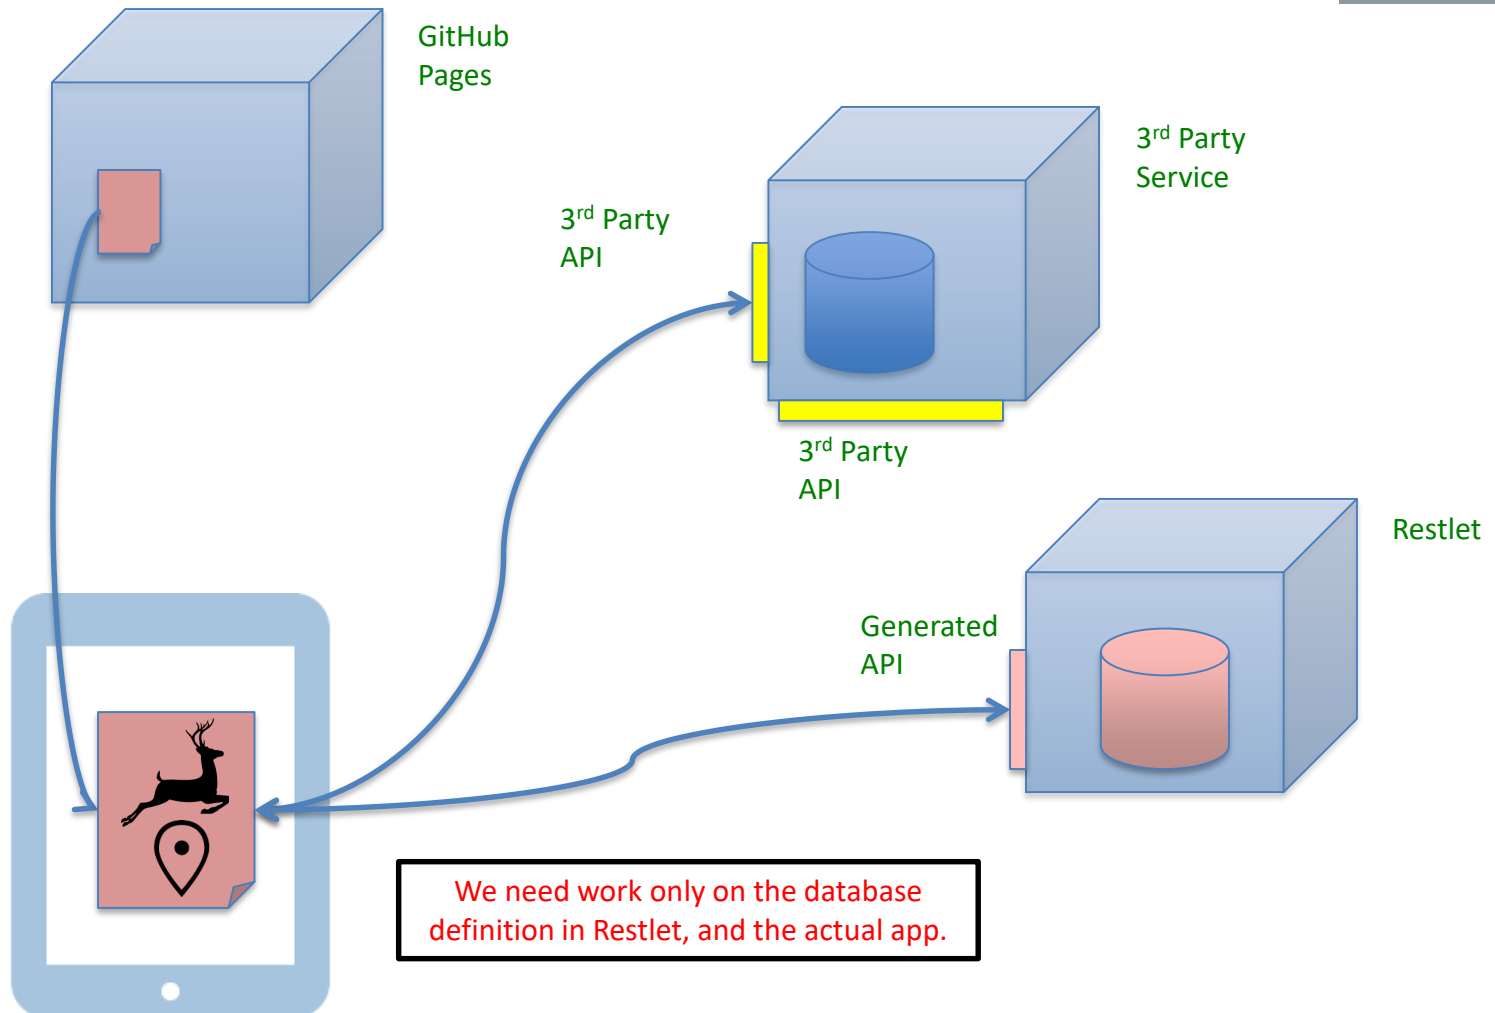 GitHub
Pages
3rd Party
Service
3rd Party
API
3rd Party
API
Restlet
Generated
API
We need work only on the database
definition in Restlet, and the actual app.